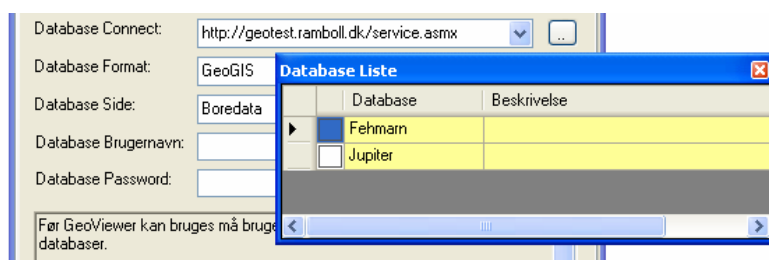 Database Connect: http://geotest.ramboll.dk/service.asmx ..
Database Format: GeoGIS
Database Liste
Database Side: Boredata
Database Beskrivelse
Fehmarn
Database Brugernavn:
Jupiter
Database Password:
Før GeoViewer kan bruges må
databaser.